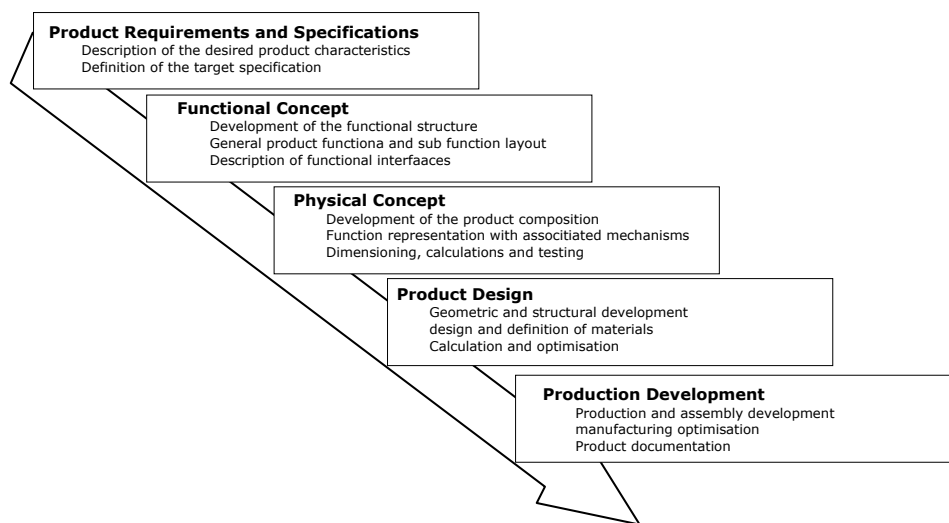 Product Requirements and Specifications
Description of the desired product characteristics
Definition of the target specification
Functional Concept
Development of the functional structure
General product functiona and sub function layout
Description of functional interfaaces
Physical Concept
Development of the product composition
Function representation with associtiated mechanisms
Dimensioning, calculations and testing
Product Design
Geometric and structural development
design and definition of materials
Calculation and optimisation
Production Development
Production and assembly development
manufacturing optimisation
Product documentation